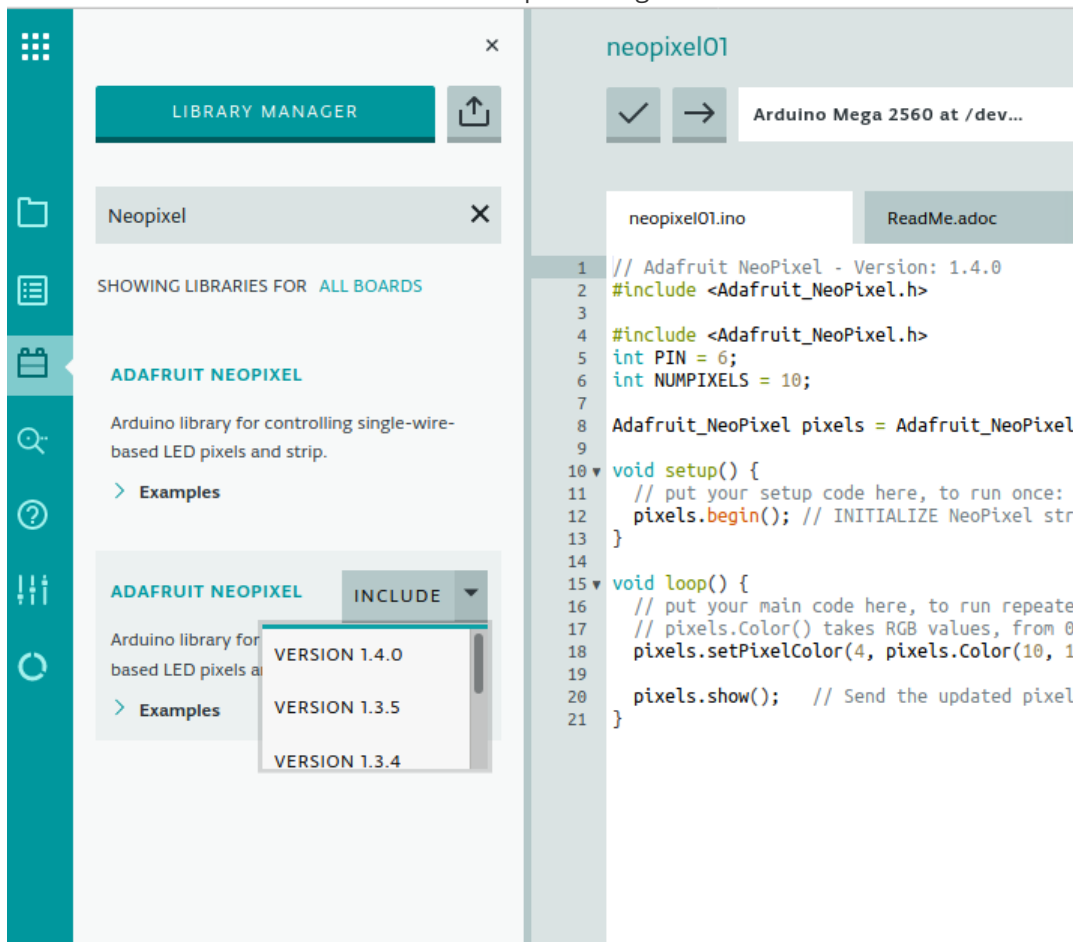 neopixel01
LIBRARY MANAGER
Arduino Mega 2560 at /dev...
Neopixel
neopixel01.ino
ReadMe.adoc
SHOWING LIBRARIES FOR ALL BOARDS
ADAFRUIT NEOPIXEL
Arduino library for controlling single-wire-
based LED pixels and strip.
Examples
ADAFRUIT NEOPIXEL
INCLUDE
Arduino library for
based LED pixels
Examples
VERSION 1.4.0
VERSION 1.3.5
VERSION 1.3.4
1 // Adafruit NeoPixel - Version: 1.4.0
2 #include <Adafruit_NeoPixel.h>
3
4 #include <Adafruit_NeoPixel.h>
5 int PIN = 6;
6 int NUMPIXELS = 10;
7
8 Adafruit_NeoPixel pixels = Adafruit_NeoPixel
9
10 void setup() {
11 // put your setup code here, to run once:
12 pixels.begin(); // INITIALIZE NeoPixel str
13 }
14
15 void loop() {
16 // put your main code here, to run repeate
17 // pixels.Color() takes RGB values, from 0
18 pixels.setPixelColor(4, pixels.Color(10, 1
19
20 pixels.show(); // Send the updated pixel
21 }